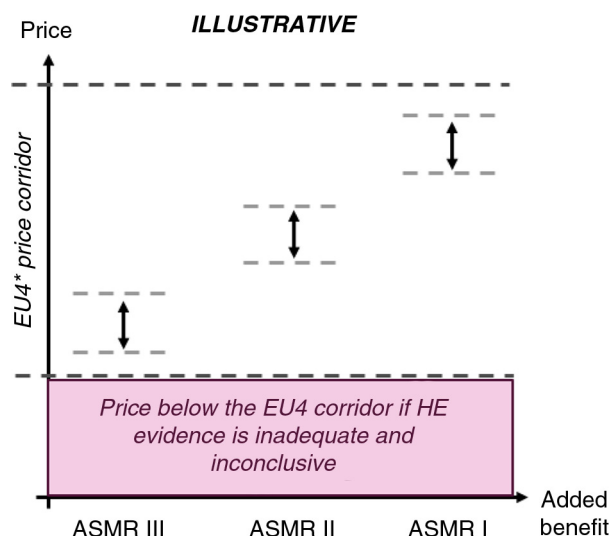 ILLUSTRATIVE
Price
EU4* price corridor
Price below the EU4 corridor if HE
evidence is inadequate and
inconclusive
Added
benefit
ASMR III
ASMR II
ASMR I